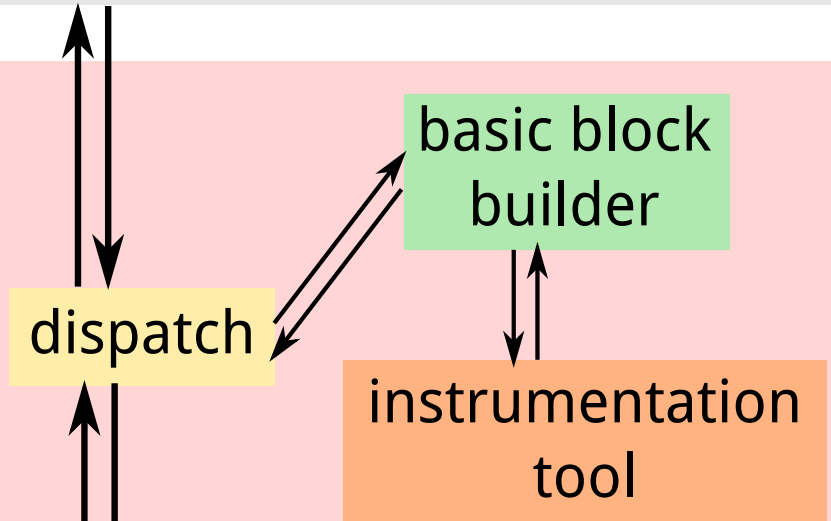 basic block
builder
dispatch
instrumentation
tool